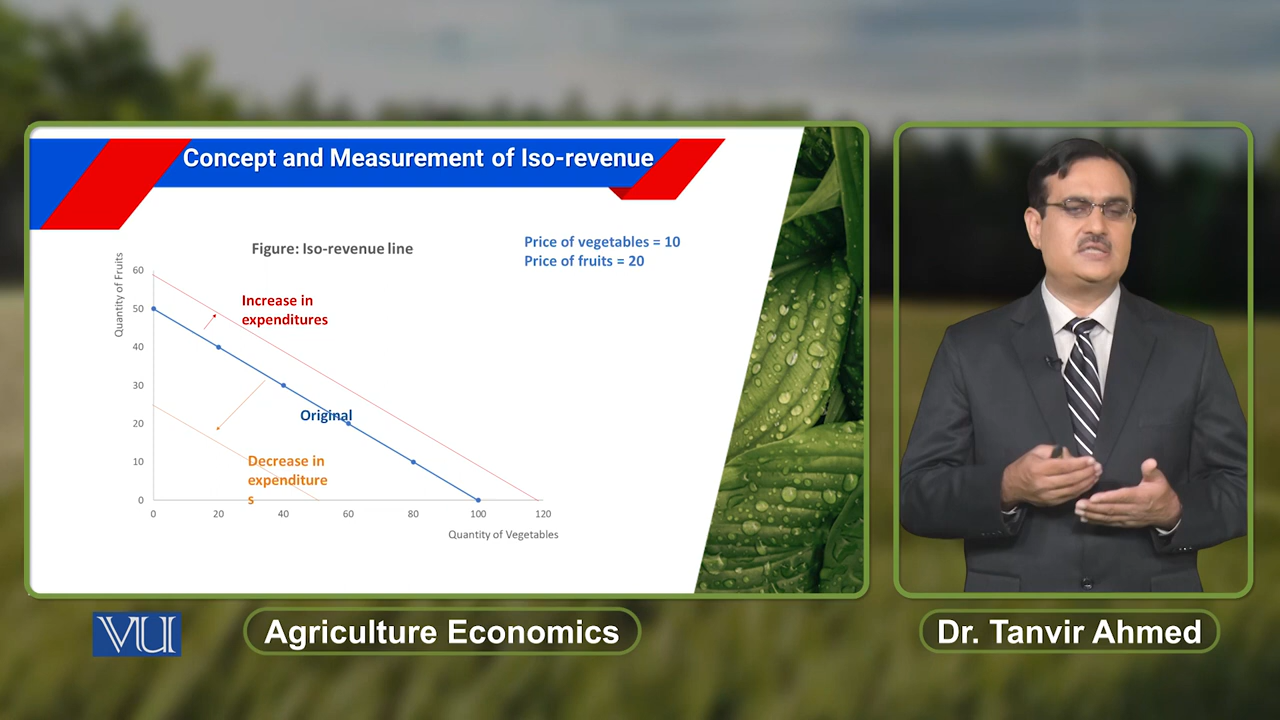 Concept and Measurement of Iso-revenue
Figure: Iso-revenue line
Price of vegetables = 10
Price of fruits = 20
Quantity of Fruits
60
50
40
30
20
10
0
Increase in
expenditures
Original
Decrease in
expenditure
s
0 20 40 60 80 100 120
Quantity of Vegetables
VU
Agriculture Economics
Dr. Tanvir Ahmed